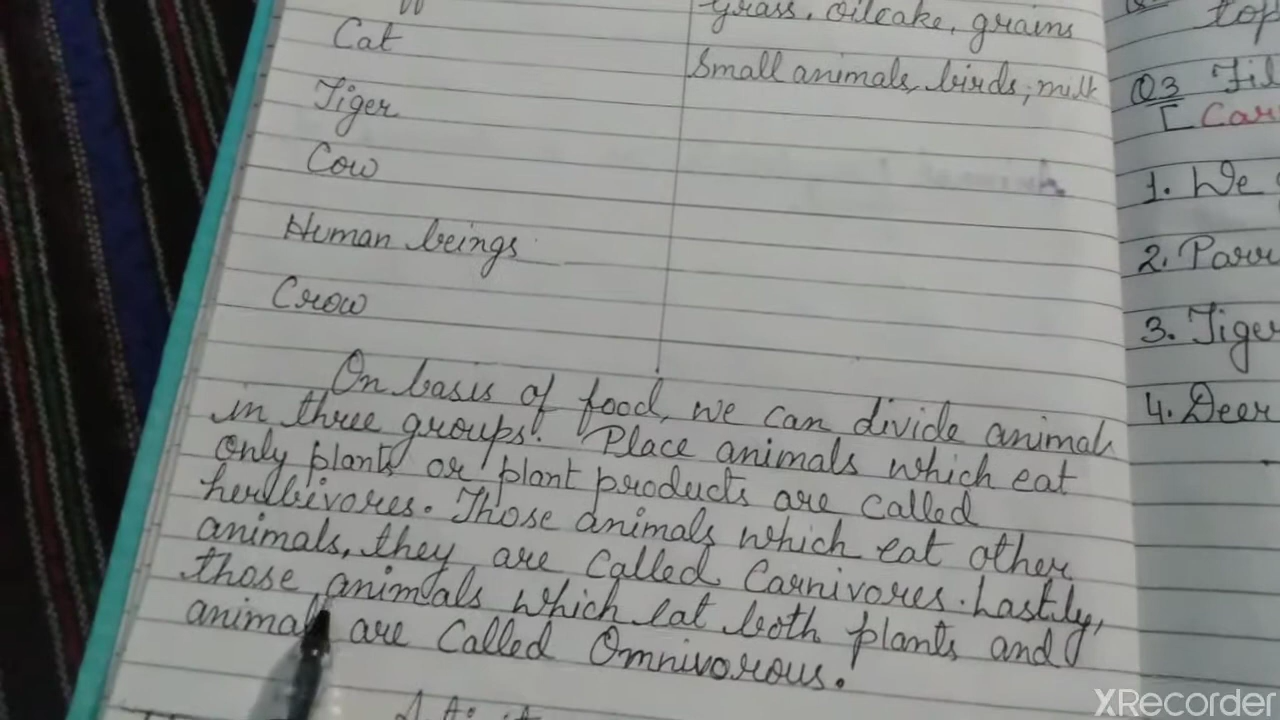 Grass, oilcake, grains
Cat
Small animals, birds, milk
Tiger
Cow
Human beings
Crow
On basis of food, we can divide animals
in three groups. Place animals which eat
only plants or plant products are called
herbivores. Those animals which eat other
animals, they are called Carnivores. Lastly,
those animals which eat both plants and
animals are called Omnivorous.
top
Q3 Fil
[ Car
1. We
2. Parr
3. Tiger
4. Deer
XRecorder